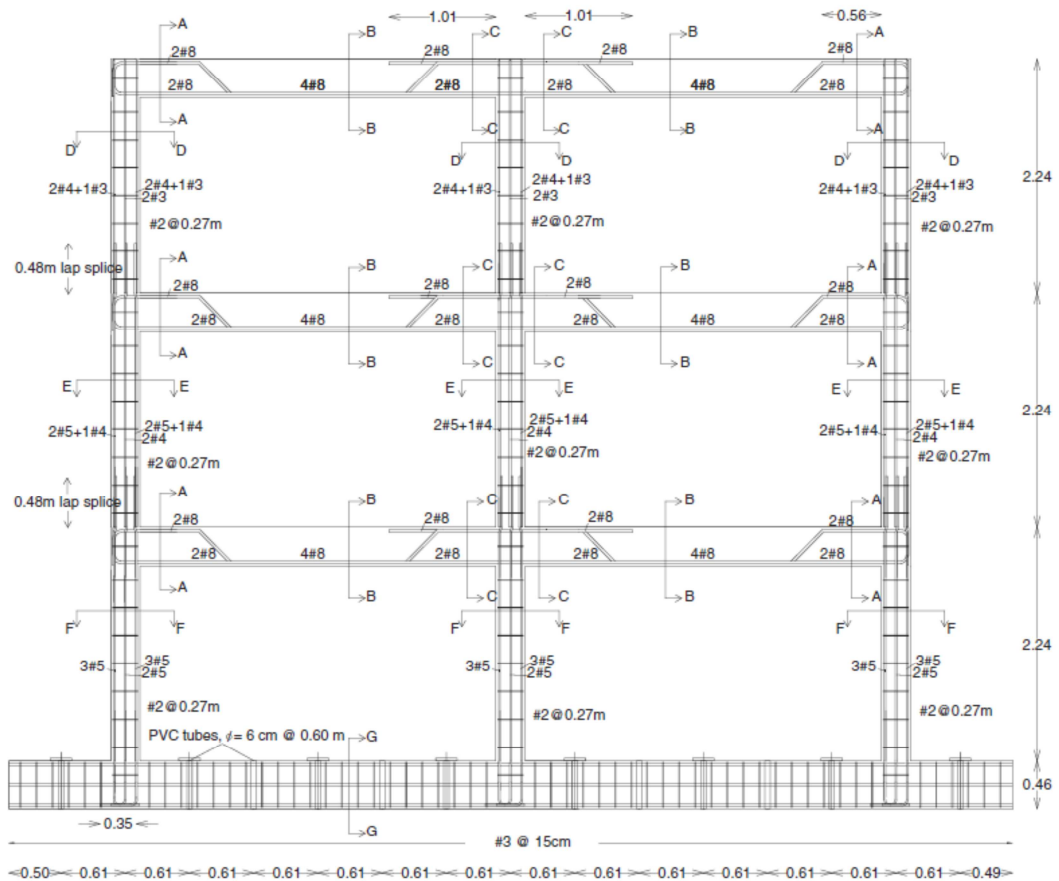 1.01 1.01 0.56
A B C C B A
2#8 2#8 2#8
2#8 4#8 2#8 2#8 4#8 2#8
A B C C B A
D D D D D D
2#4+1#3 2#4+1#3 2#3 2#4+1#3 2#4+1#3 2#3 2#4+1#3 2#4+1#3 2#3
2.24
#2@0.27m #2@0.27m #2@0.27m
0.48m lap splice
A B C C B A
2#8 2#8 2#8 2#8
2#8 4#8 2#8 2#8 4#8 2#8
A B C C B A
E E E E E E
2#5+1#4 2#5+1#4 2#4 2#5+1#4 2#5+1#4 2#4 2#5+1#4 2#5+1#4 2#4
2.24
#2@0.27m #2@0.27m #2@0.27m
0.48m lap splice
A B C C B A
2#8 2#8 2#8
2#8 4#8 2#8 2#8 4#8 2#8
A B C C B A
F F F F F F
3#5 3#5 2#5 3#5 3#5 2#5 3#5 3#5 2#5
2.24
#2@0.27m #2@0.27m #2@0.27m
PVC tubes, ϕ= 6 cm @ 0.60 m
G
0.46
0.35
G
#3 @ 15cm
0.50 0.61 0.61 0.61 0.61 0.61 0.61 0.61 0.61 0.61 0.61 0.61 0.61 0.61 0.61 0.49